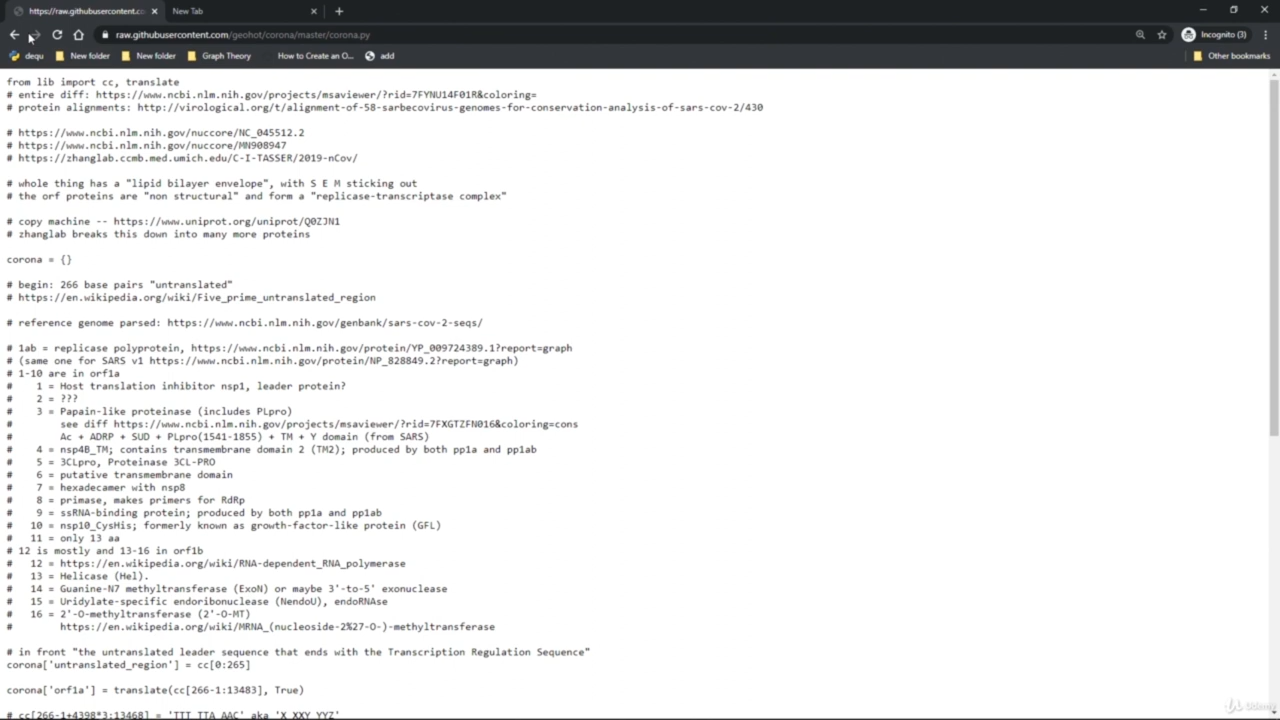 https://raw.githubusercontent.co
New Tab
raw.githubusercontent.com/geohot/corona/master/corona.py
Incognito (3)
dequ
New folder
New folder
Graph Theory
How to Create an O...
add
Other bookmarks
from lib import cc, translate
# entire diff: https://www.ncbi.nlm.nih.gov/projects/msaviewer/?rid=7FYNU14F01R&coloring=
# protein alignments: http://virological.org/t/alignment-of-58-sarbecovirus-genomes-for-conservation-analysis-of-sars-cov-2/430
# https://www.ncbi.nlm.nih.gov/nuccore/NC_045512.2
# https://www.ncbi.nlm.nih.gov/nuccore/MN908947
# https://zhanglab.ccmb.med.umich.edu/C-I-TASSER/2019-nCov/
# whole thing has a "lipid bilayer envelope", with S E M sticking out
# the orf proteins are "non structural" and form a "replicase-transcriptase complex"
# copy machine -- https://www.uniprot.org/uniprot/Q0ZJN1
# zhanglab breaks this down into many more proteins
corona = {}
# begin: 266 base pairs "untranslated"
# https://en.wikipedia.org/wiki/Five_prime_untranslated_region
# reference genome parsed: https://www.ncbi.nlm.nih.gov/genbank/sars-cov-2-seqs/
# 1ab = replicase polyprotein, https://www.ncbi.nlm.nih.gov/protein/YP_009724389.1?report=graph
# (same one for SARS v1 https://www.ncbi.nlm.nih.gov/protein/NP_828849.2?report=graph)
# 1-10 are in orf1a
# 1 = Host translation inhibitor nsp1, leader protein?
# 2 = ???
# 3 = Papain-like proteinase (includes PLpro)
# see diff https://www.ncbi.nlm.nih.gov/projects/msaviewer/?rid=7FXGTZFN016&coloring=cons
# Ac + ADRP + SUD + PLpro(1541-1855) + TM + Y domain (from SARS)
# 4 = nsp4B_TM; contains transmembrane domain 2 (TM2); produced by both pp1a and pp1ab
# 5 = 3CLpro, Proteinase 3CL-PRO
# 6 = putative transmembrane domain
# 7 = hexadecamer with nsp8
# 8 = primase, makes primers for RdRp
# 9 = ssRNA-binding protein; produced by both pp1a and pp1ab
# 10 = nsp10_CysHis; formerly known as growth-factor-like protein (GFL)
# 11 = only 13 aa
# 12 is mostly and 13-16 in orf1b
# 12 = https://en.wikipedia.org/wiki/RNA-dependent_RNA_polymerase
# 13 = Helicase (Hel).
# 14 = Guanine-N7 methyltransferase (ExoN) or maybe 3'-to-5' exonuclease
# 15 = Uridylate-specific endoribonuclease (NendoU), endoRNAse
# 16 = 2'-O-methyltransferase (2'-O-MT)
# https://en.wikipedia.org/wiki/MRNA_(nucleoside-2%27-O-)-methyltransferase
# in front "the untranslated leader sequence that ends with the Transcription Regulation Sequence"
corona['untranslated_region'] = cc[0:265]
corona['orf1a'] = translate(cc[266-1:13483], True)
# cc[266-1+4398*3:13468] = 'TTT_TTA_AAC' aka 'X_XXY_YYZ'
Udemy